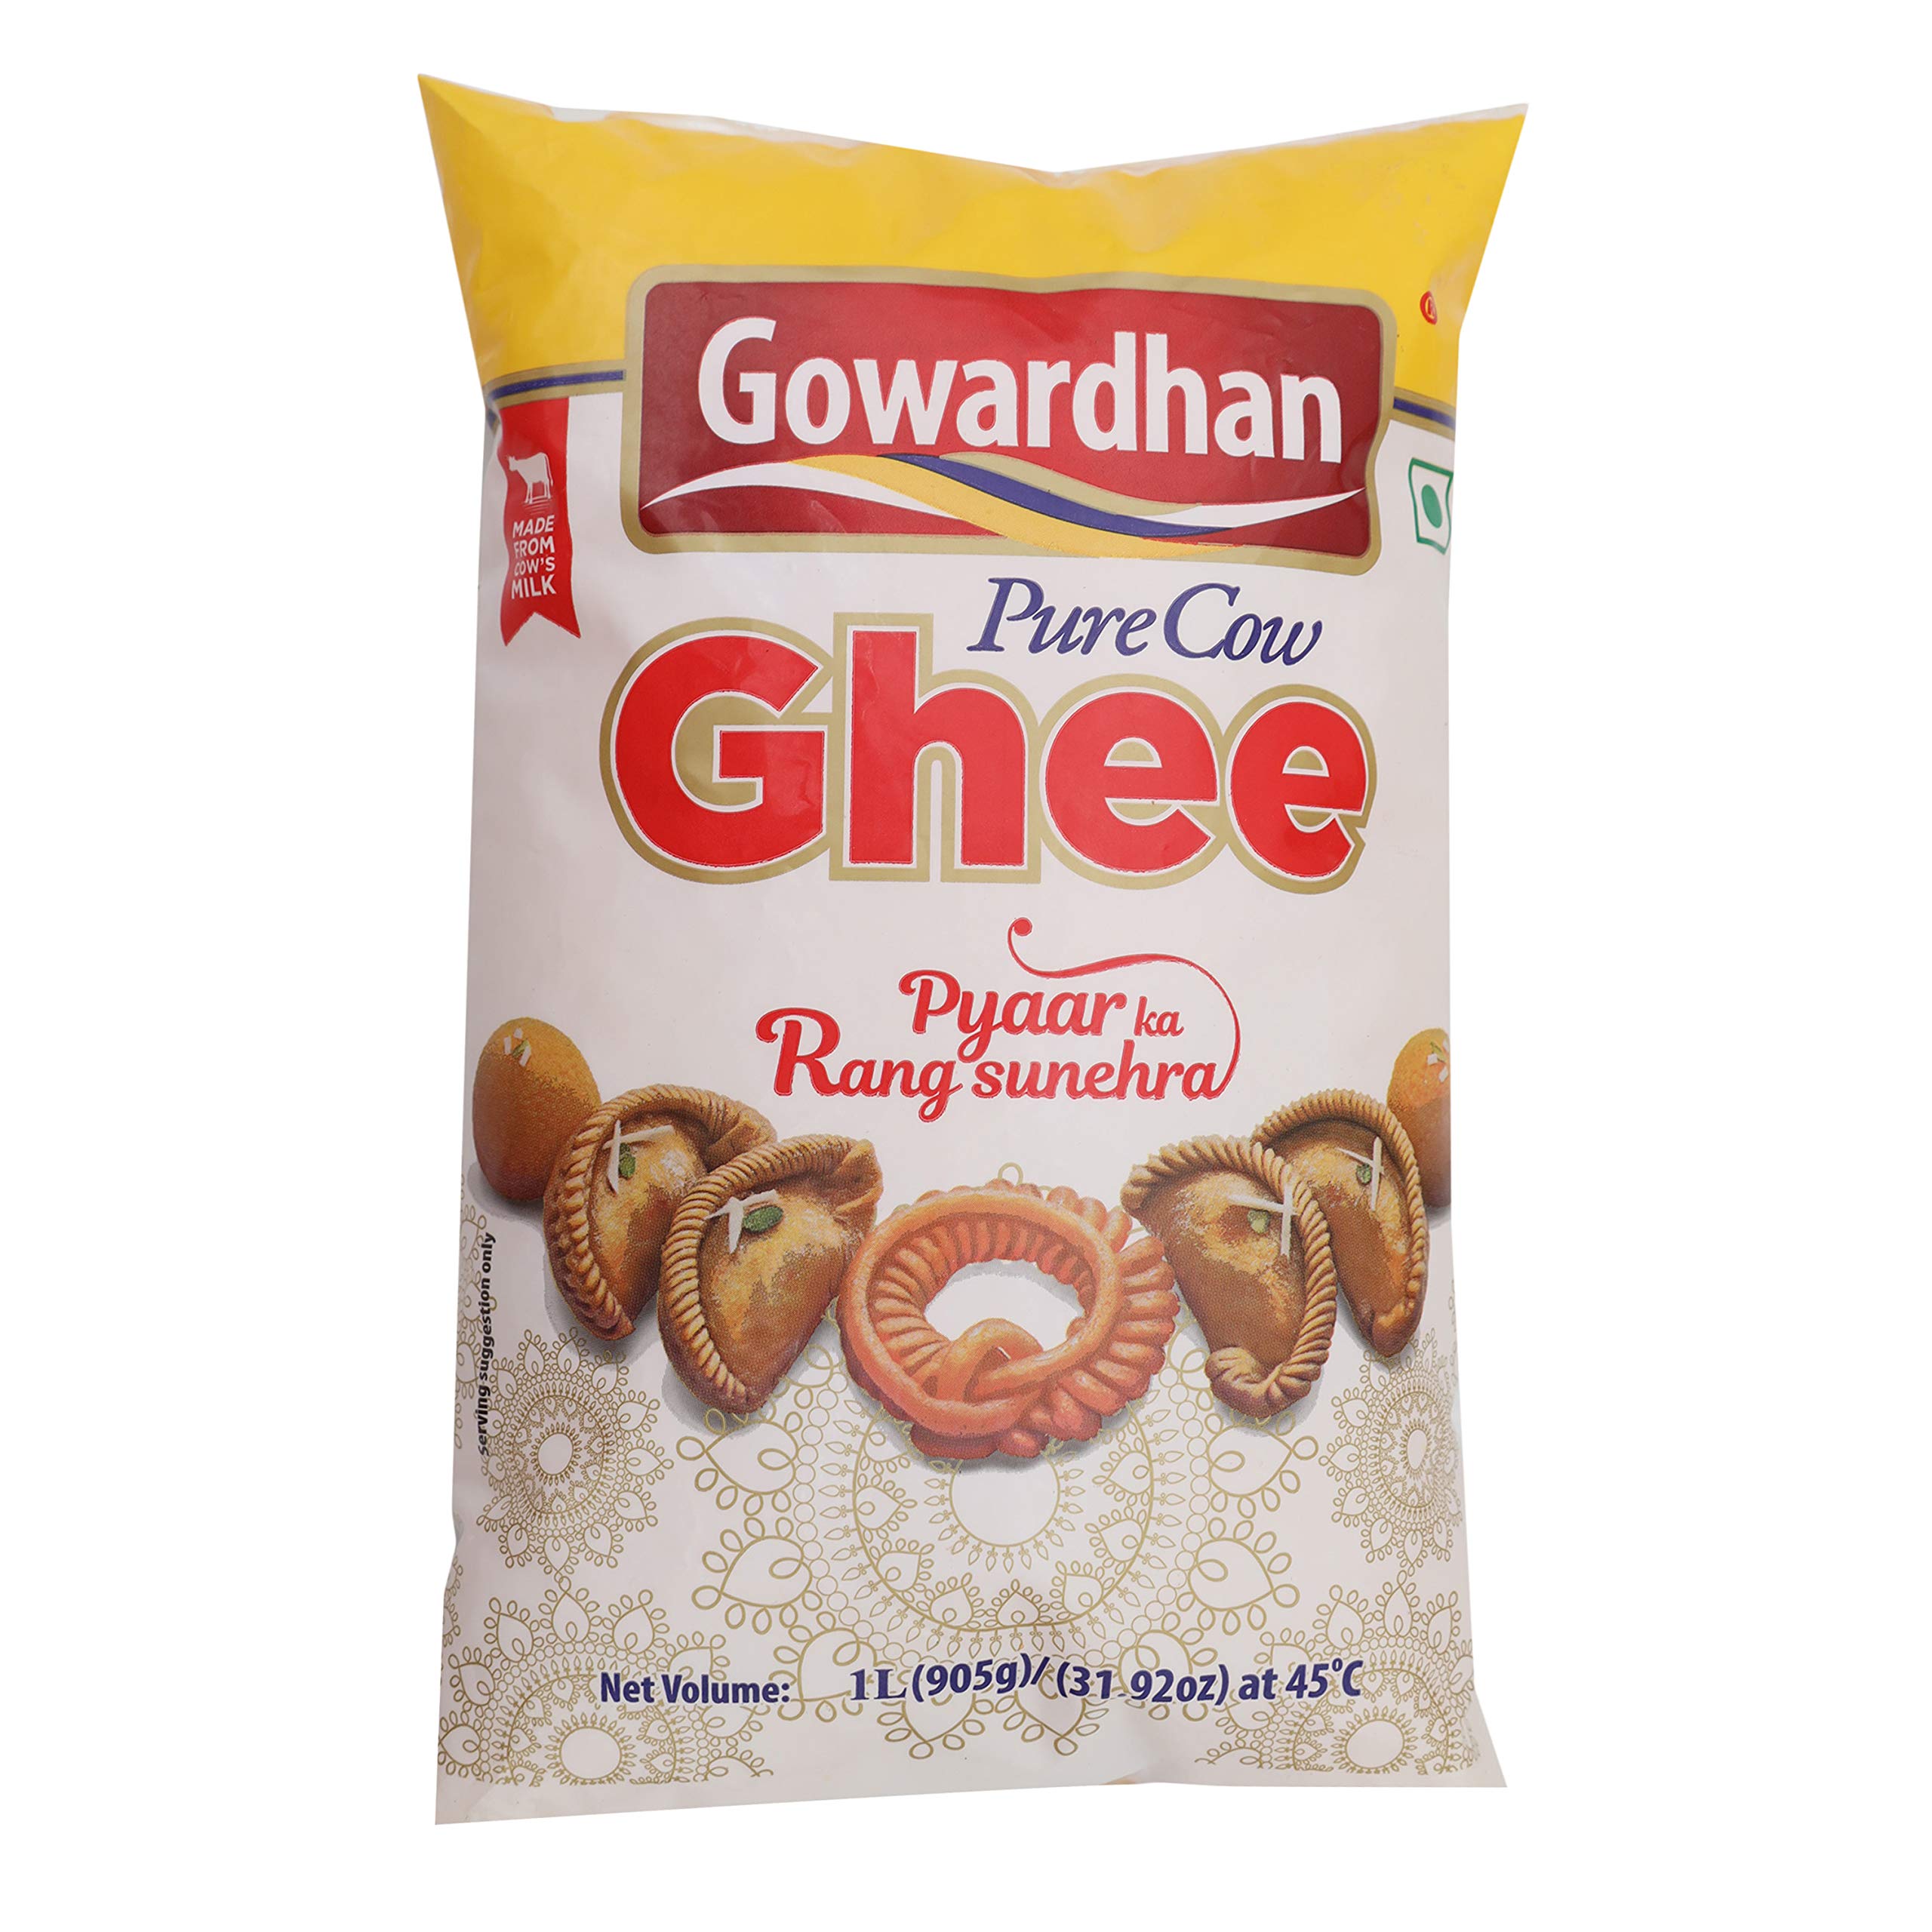 Gowardhan
MADE
FROM
COW'S
MILK
Pure Cow
Ghee
Pyaar ka
Rang sunehra
Serving suggestion only
Net Volume: 1L (905g)/(31.92oz) at 45°C